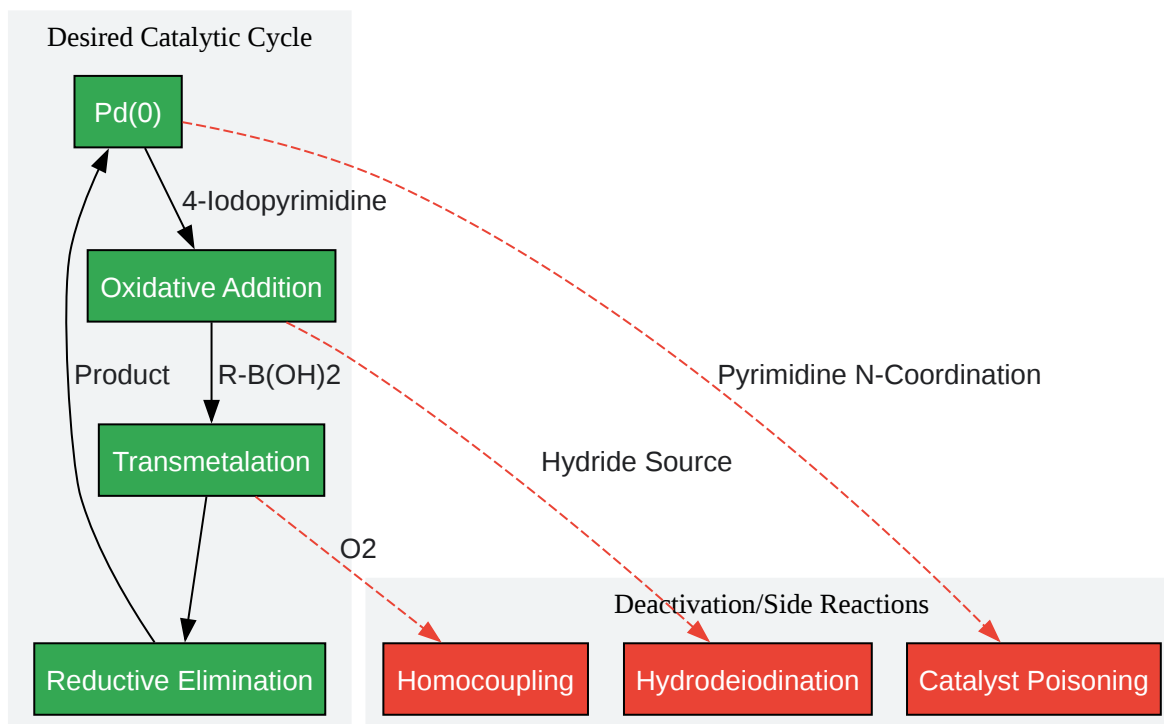 Desired Catalytic Cycle
Pd(0)
4-Iodopyrimidine
Oxidative Addition
Product
R-B(OH)2
Pyrimidine N-Coordination
Transmetalation
Hydride Source
O2
Deactivation/Side Reactions
Reductive Elimination
Homocoupling
Hydrodeiodination
Catalyst Poisoning